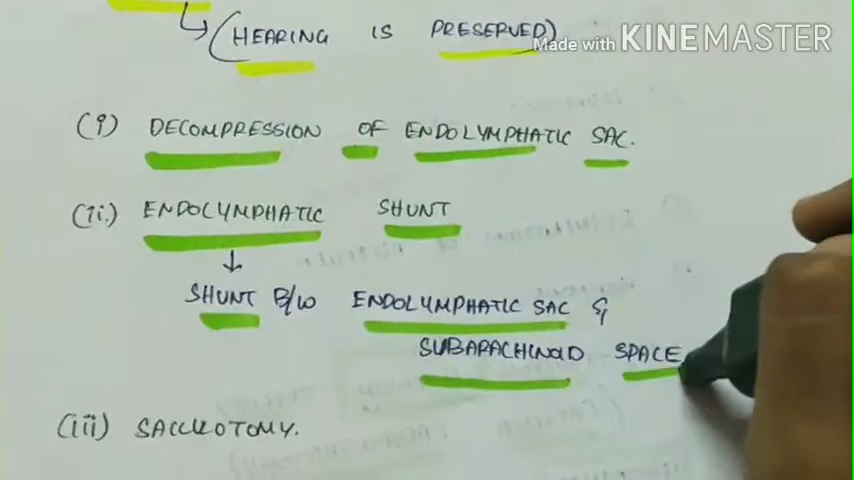 (HEARING IS PRESERVED)
Made with KINEMASTER
(i) DECOMPRESSION OF ENDOLYMPHATIC SAC.
(ii.) ENDOLYMPHATIC SHUNT
SHUNT B/W ENDOLYMPHATIC SAC &
SUBARACHNOID SPACE
(iii) SACCULOTOMY.